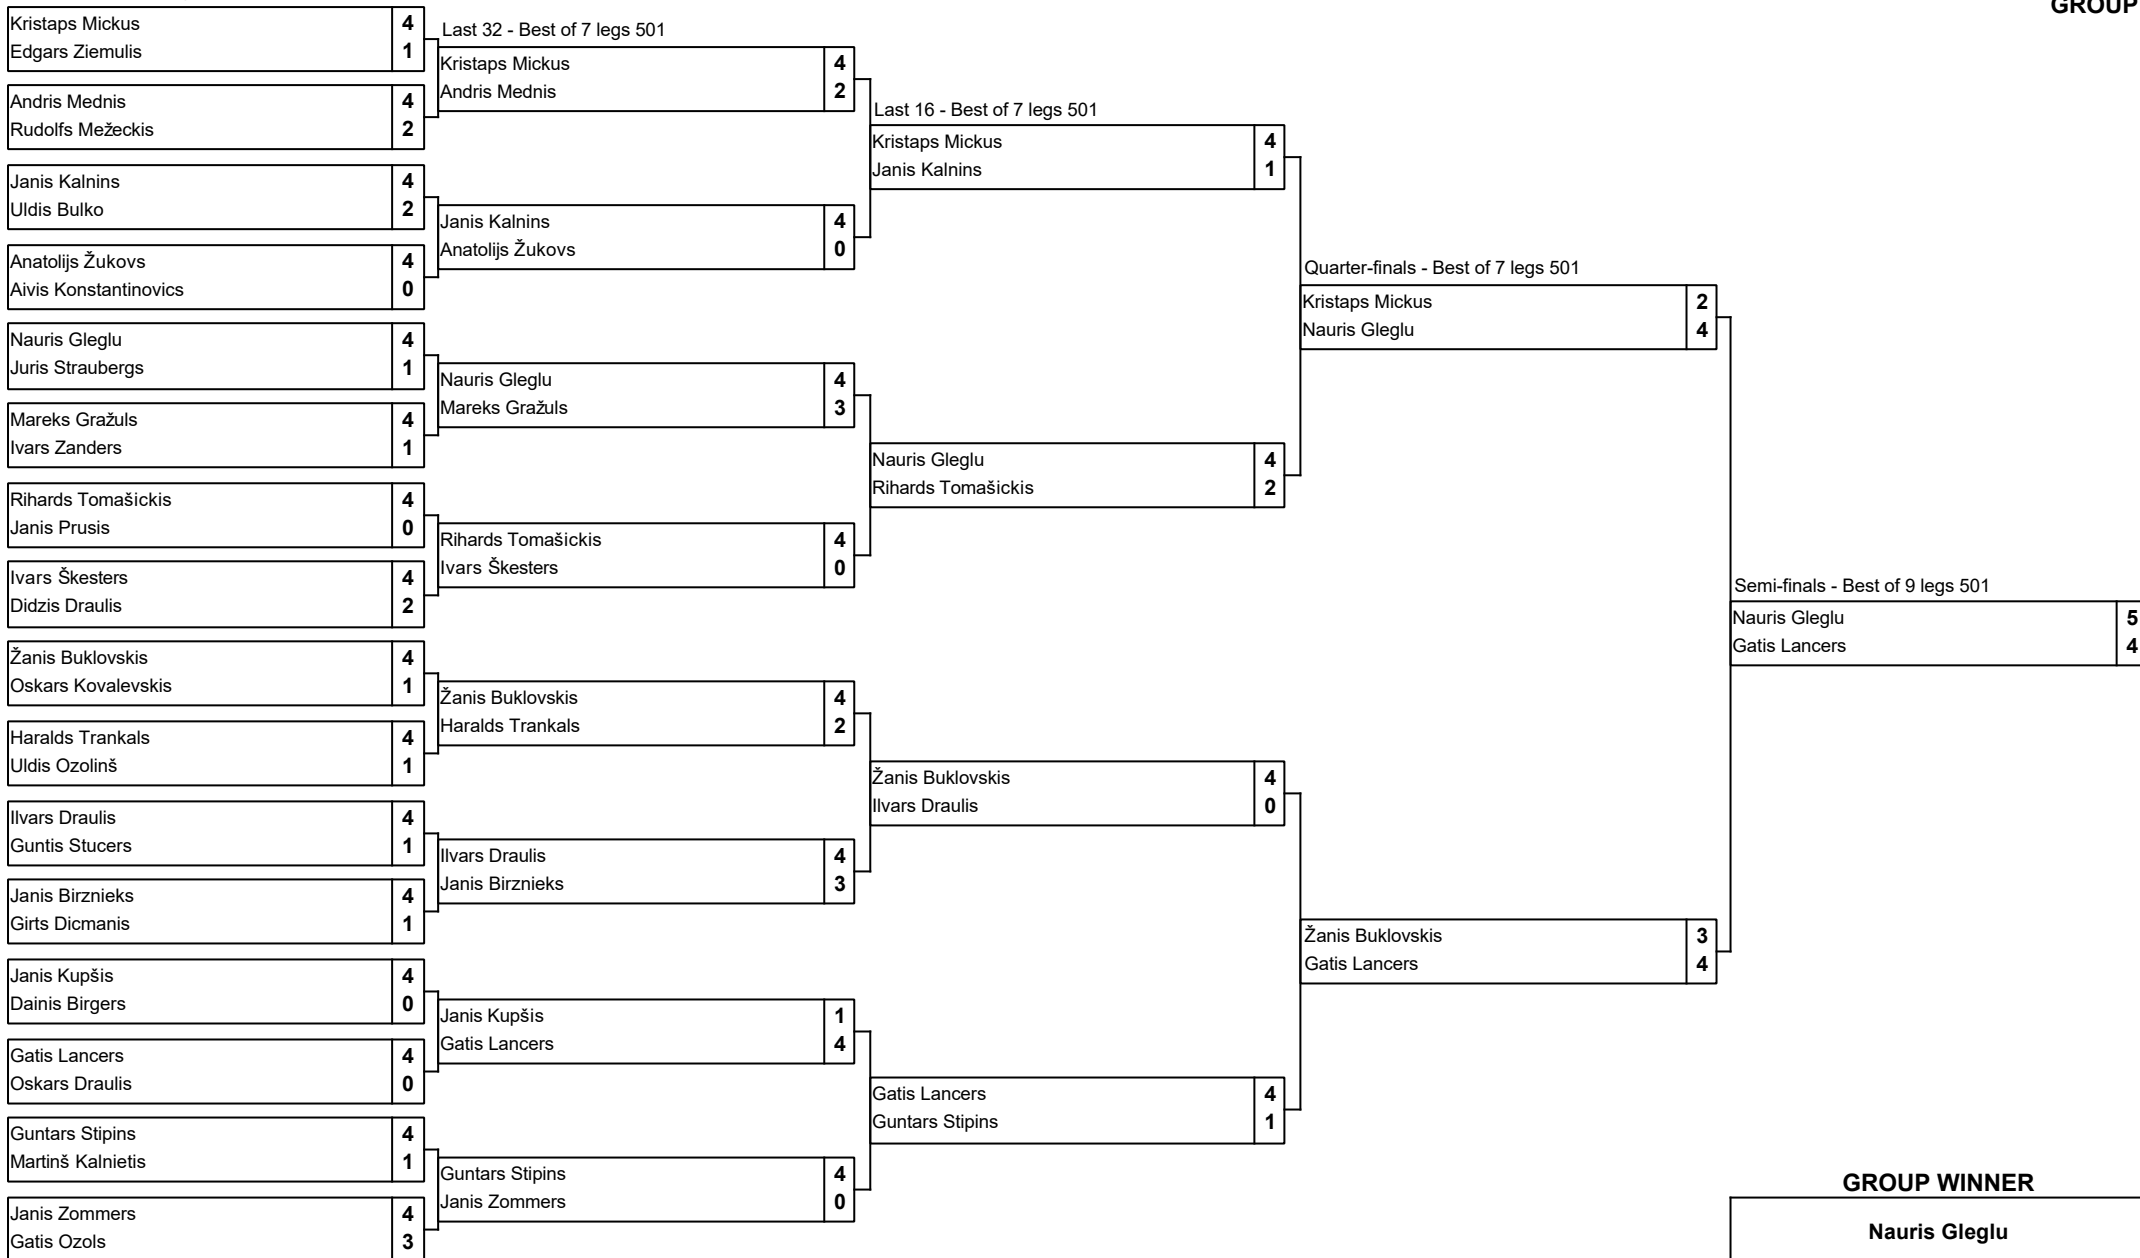 GROUP
Kristaps Mickus 4
Edgars Ziemulis 1
Andris Mednis 4
Rudolfs Mežeckis 2
Janis Kalnins 4
Uldis Bulko 2
Anatolijs Žukovs 4
Aivis Konstantinovics 0
Nauris Gleglu 4
Juris Straubergs 1
Mareks Gražuls 4
Ivars Zanders 1
Rihards Tomašickis 4
Janis Prusis 0
Ivars Škesters 4
Didzis Draulis 2
Žanis Buklovskis 4
Oskars Kovalevskis 1
Haralds Trankals 4
Uldis Ozolinš 1
Ilvars Draulis 4
Guntis Stucers 1
Janis Birznieks 4
Girts Dicmanis 1
Janis Kupšis 4
Dainis Birgers 0
Gatis Lancers 4
Oskars Draulis 0
Guntars Stipins 4
Martinš Kalnietis 1
Janis Zommers 4
Gatis Ozols 3
Last 32 - Best of 7 legs 501
Kristaps Mickus 4
Andris Mednis 2
Janis Kalnins 4
Anatolijs Žukovs 0
Nauris Gleglu 4
Mareks Gražuls 3
Rihards Tomašickis 4
Ivars Škesters 0
Žanis Buklovskis 4
Haralds Trankals 2
Ilvars Draulis 4
Janis Birznieks 3
Janis Kupšis 1
Gatis Lancers 4
Guntars Stipins 4
Janis Zommers 0
Last 16 - Best of 7 legs 501
Kristaps Mickus 4
Janis Kalnins 1
Nauris Gleglu 4
Rihards Tomašickis 2
Žanis Buklovskis 4
Ilvars Draulis 0
Gatis Lancers 4
Guntars Stipins 1
Quarter-finals - Best of 7 legs 501
Kristaps Mickus 2
Nauris Gleglu 4
Žanis Buklovskis 3
Gatis Lancers 4
Semi-finals - Best of 9 legs 501
Nauris Gleglu 5
Gatis Lancers 4
GROUP WINNER
Nauris Gleglu